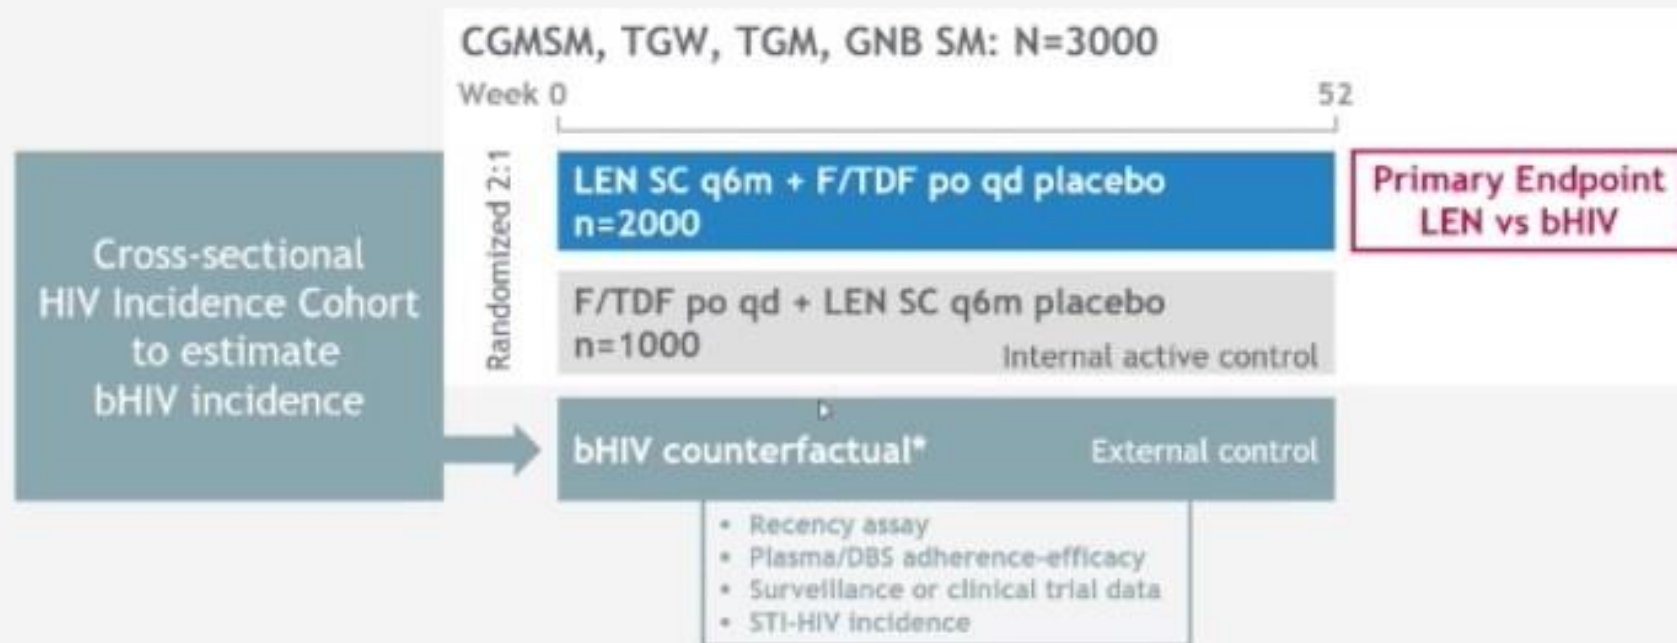 CGMSM, TGW, TGM, GNB SM: N=3000
Week 0
52
Cross-sectional
HIV Incidence Cohort
to estimate
bHIV incidence
Randomized 2:1
LEN SC q6m + F/TDF po qd placebo
n=2000
Primary Endpoint
LEN vs bHIV
F/TDF po qd + LEN SC q6m placebo
n=1000
Internal active control
bHIV counterfactual*
External control
• Recency assay
• Plasma/DBS adherence-efficacy
• Surveillance or clinical trial data
• STI-HIV incidence